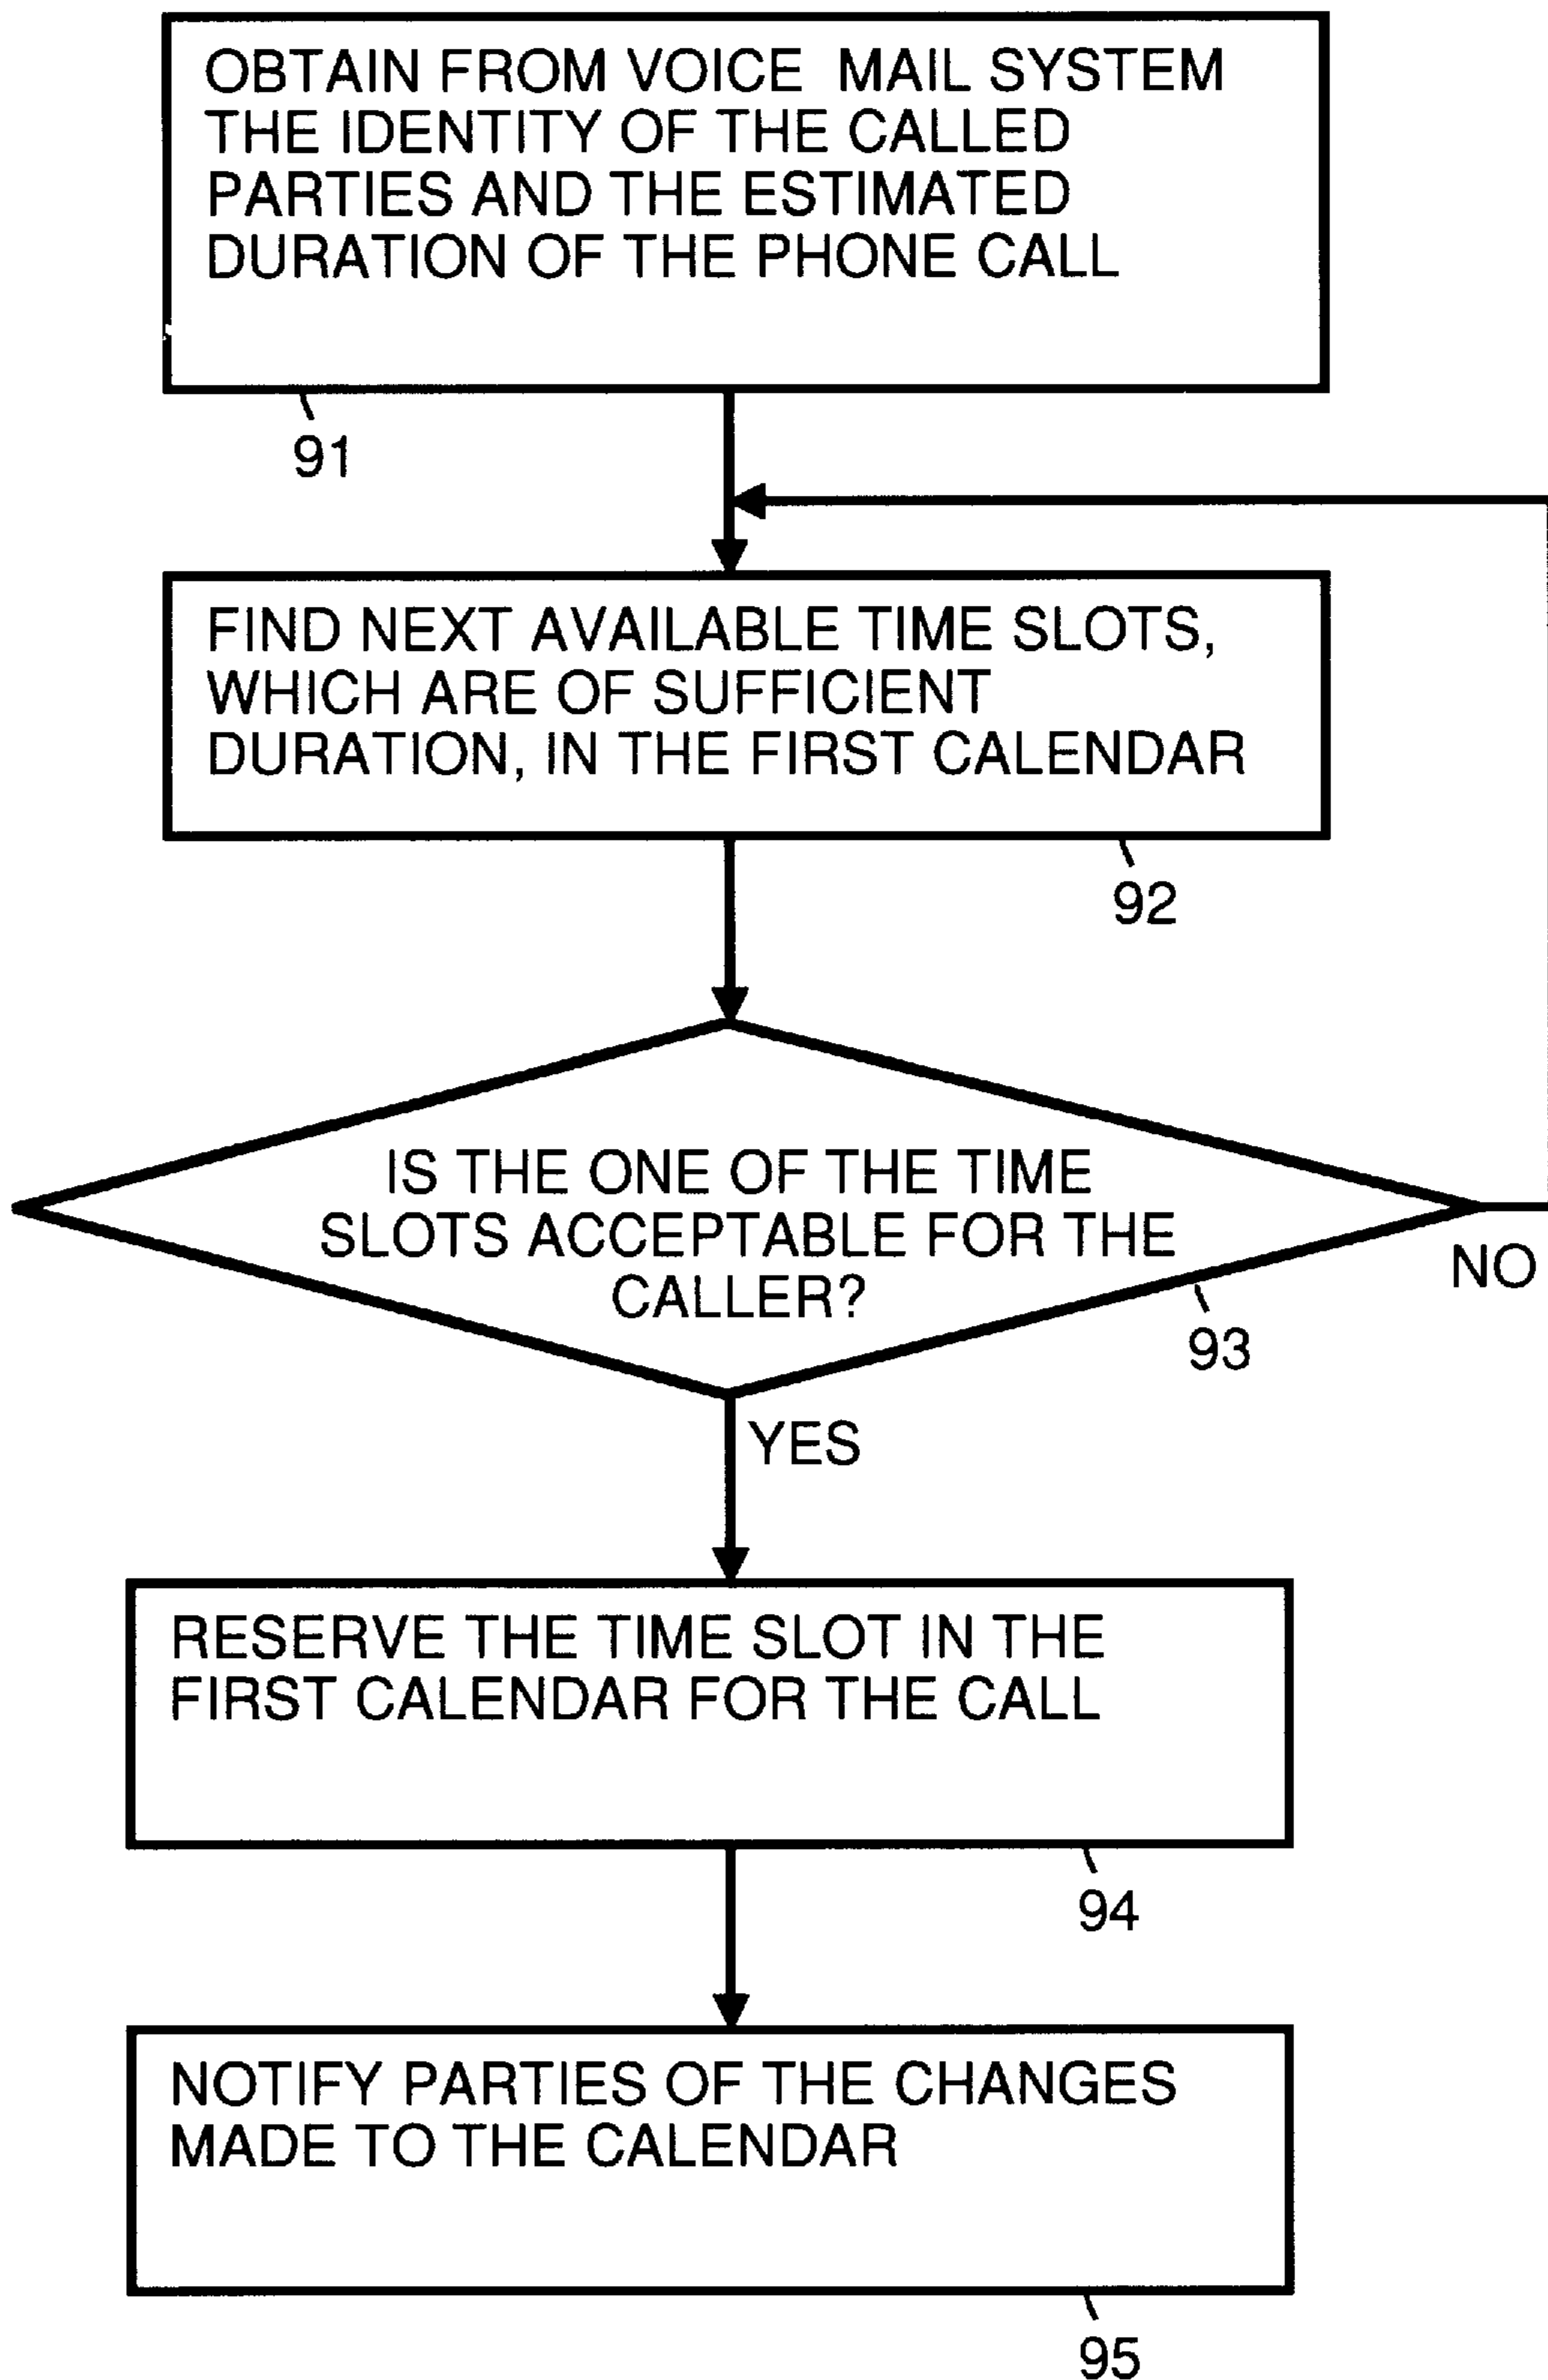 OBTAIN FROM VOICE MAIL SYSTEM
THE IDENTITY OF THE CALLED
PARTIES AND THE ESTIMATED
DURATION OF THE PHONE CALL
91
FIND NEXT AVAILABLE TIME SLOTS,
WHICH ARE OF SUFFICIENT
DURATION, IN THE FIRST CALENDAR
92
IS THE ONE OF THE TIME
SLOTS ACCEPTABLE FOR THE
CALLER?
NO
93
YES
RESERVE THE TIME SLOT IN THE
FIRST CALENDAR FOR THE CALL
94
NOTIFY PARTIES OF THE CHANGES
MADE TO THE CALENDAR
95